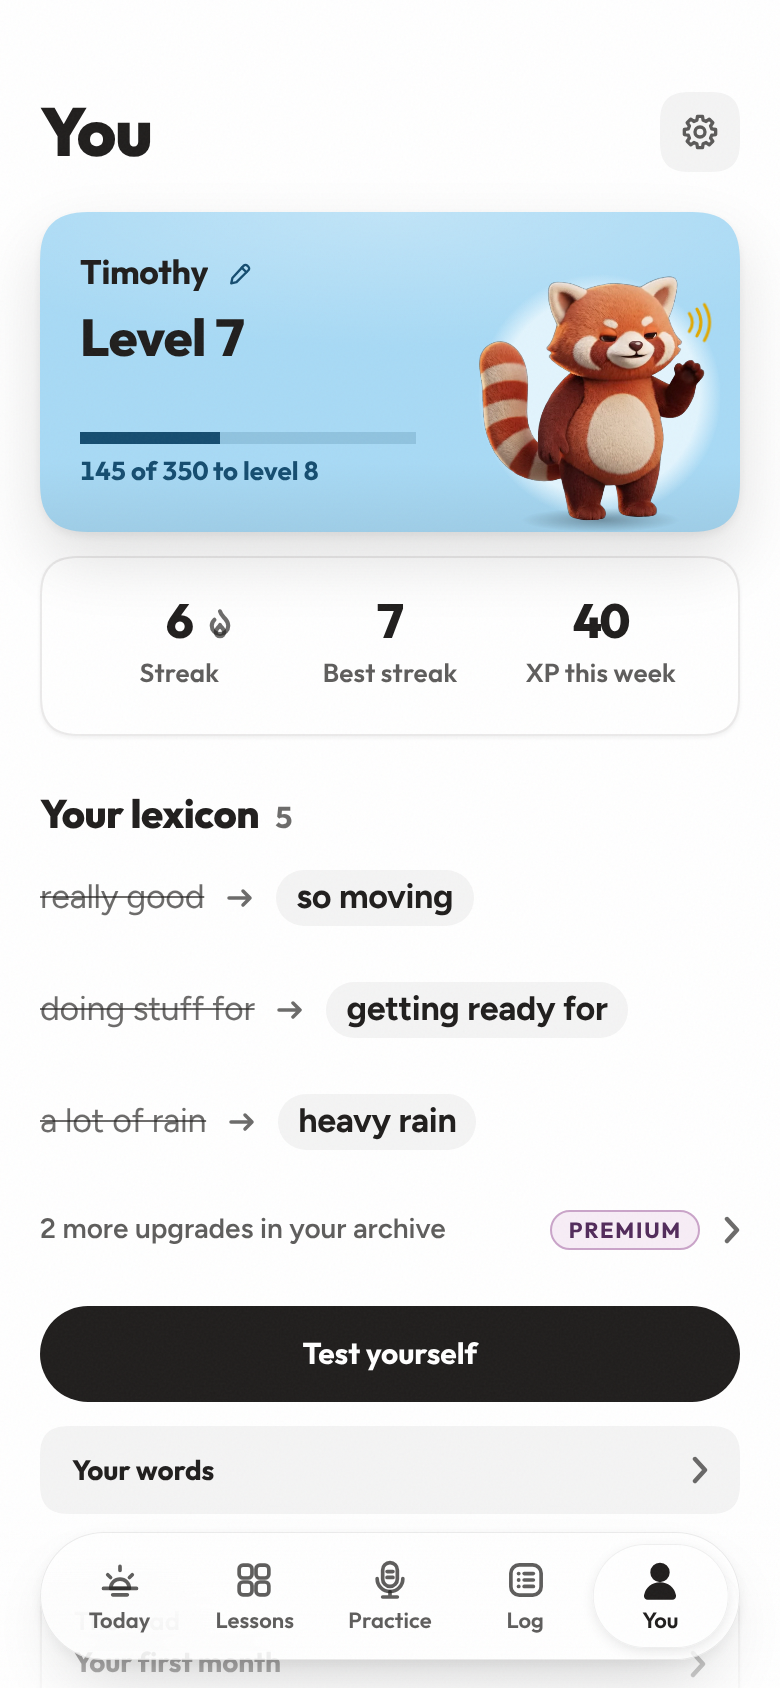 You
Timothy
Level 7
145 of 350 to level 8
6 7 40
Streak Best streak XP this week
Your lexicon 5
really good → so moving
doing stuff for → getting ready for
a lot of rain → heavy rain
2 more upgrades in your archive PREMIUM
Test yourself
Your words
Today Lessons Practice Log You
Your first month